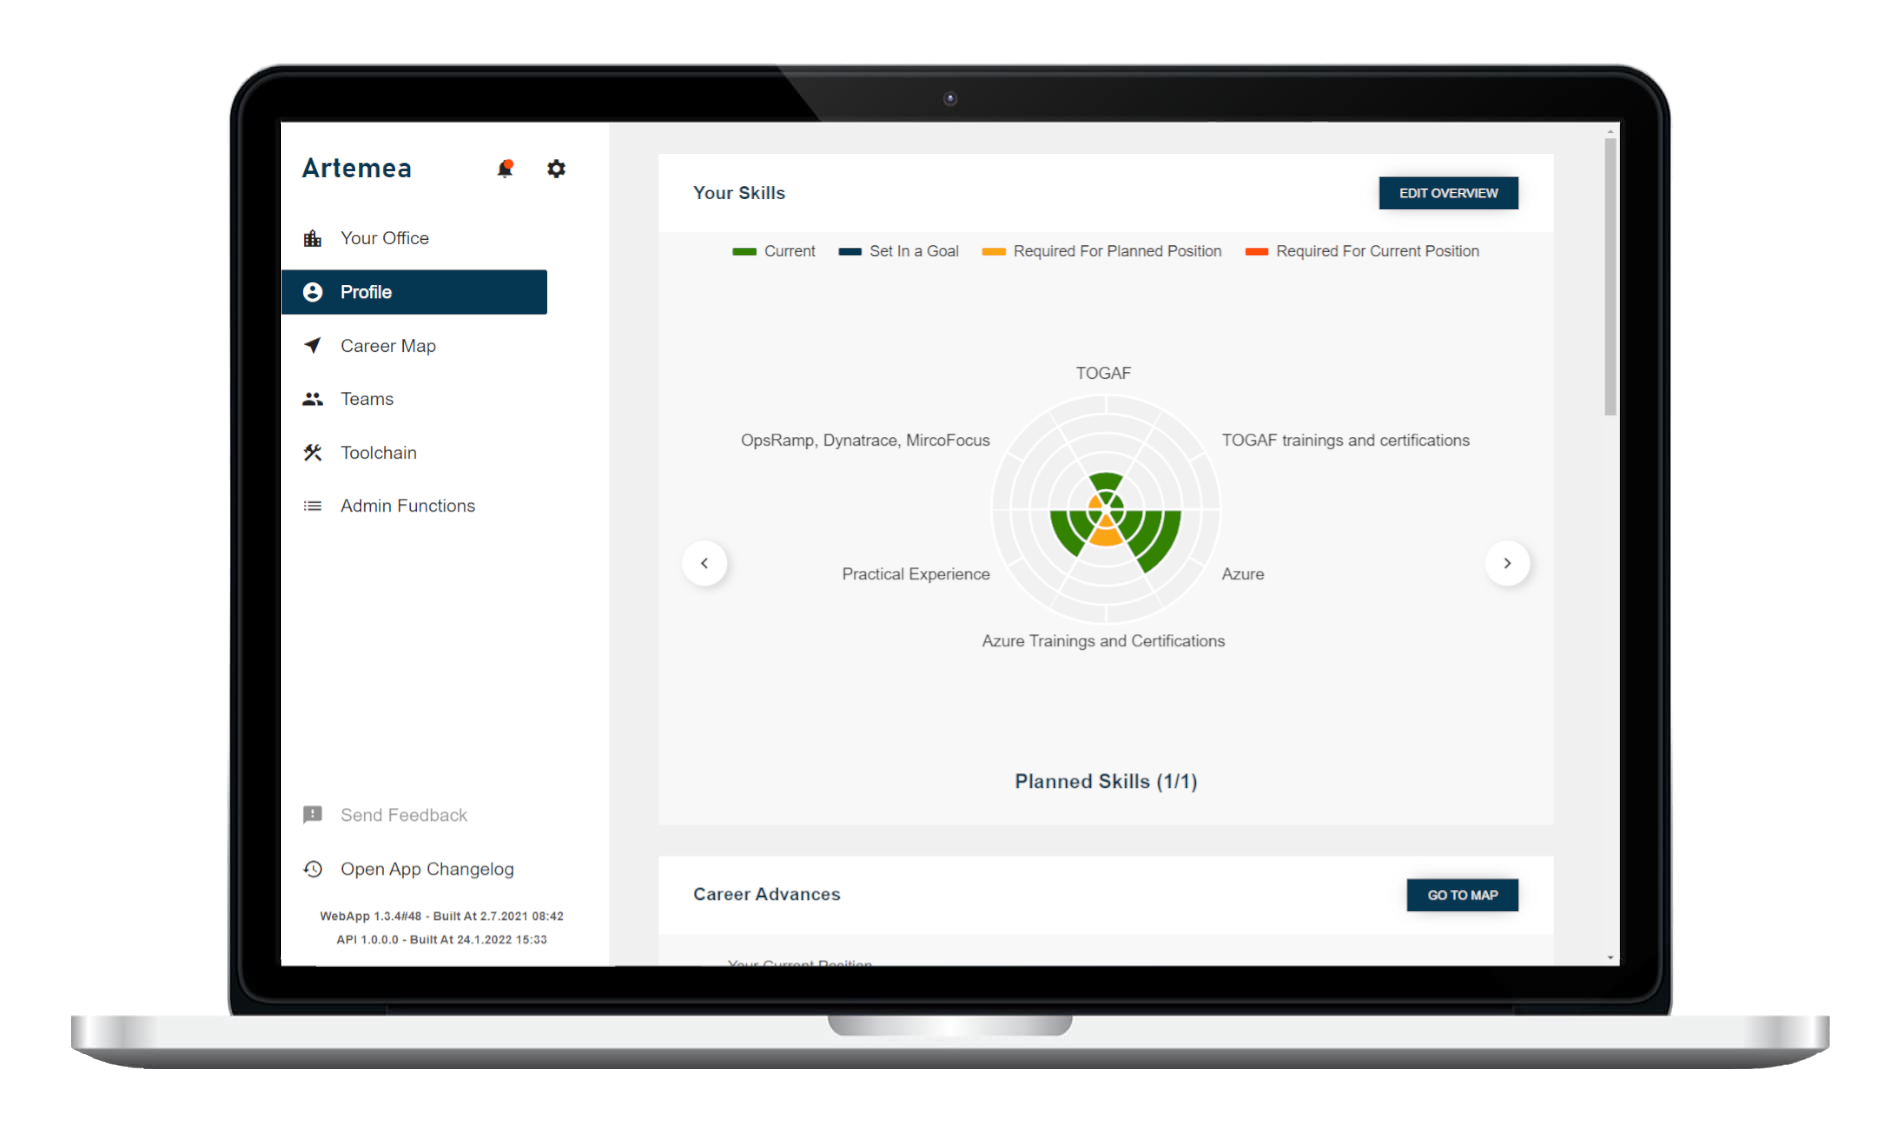 Artemea
Your Office
Profile
Career Map
Teams
Toolchain
Admin Functions
Send Feedback
Open App Changelog
WebApp 1.3.4#48 - Built At 2.7.2021 08:42
API 1.0.0.0 - Built At 24.1.2022 15:33
Your Skills
EDIT OVERVIEW
Current
Set In a Goal
Required For Planned Position
Required For Current Position
TOGAF
OpsRamp, Dynatrace, MircoFocus
TOGAF trainings and certifications
Practical Experience
Azure
Azure Trainings and Certifications
Planned Skills (1/1)
Career Advances
GO TO MAP
Your Current Position